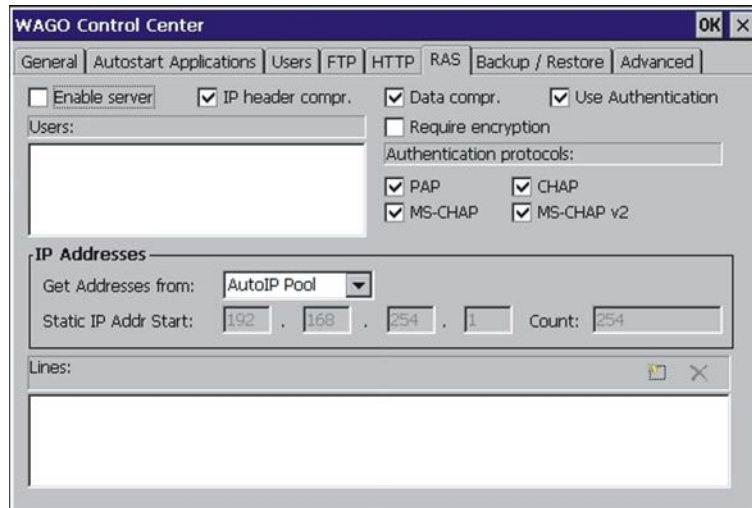 WAGO Control Center OK
General Autostart Applications Users FTP HTTP RAS Backup / Restore Advanced
Enable server IP header compr. Data compr. Use Authentication
Users: Require encryption
Authentication protocols:
PAP CHAP
MS-CHAP MS-CHAP v2
IP Addresses
Get Addresses from: AutoIP Pool
Static IP Addr Start: 192 . 168 . 254 . 1 Count: 254
Lines: